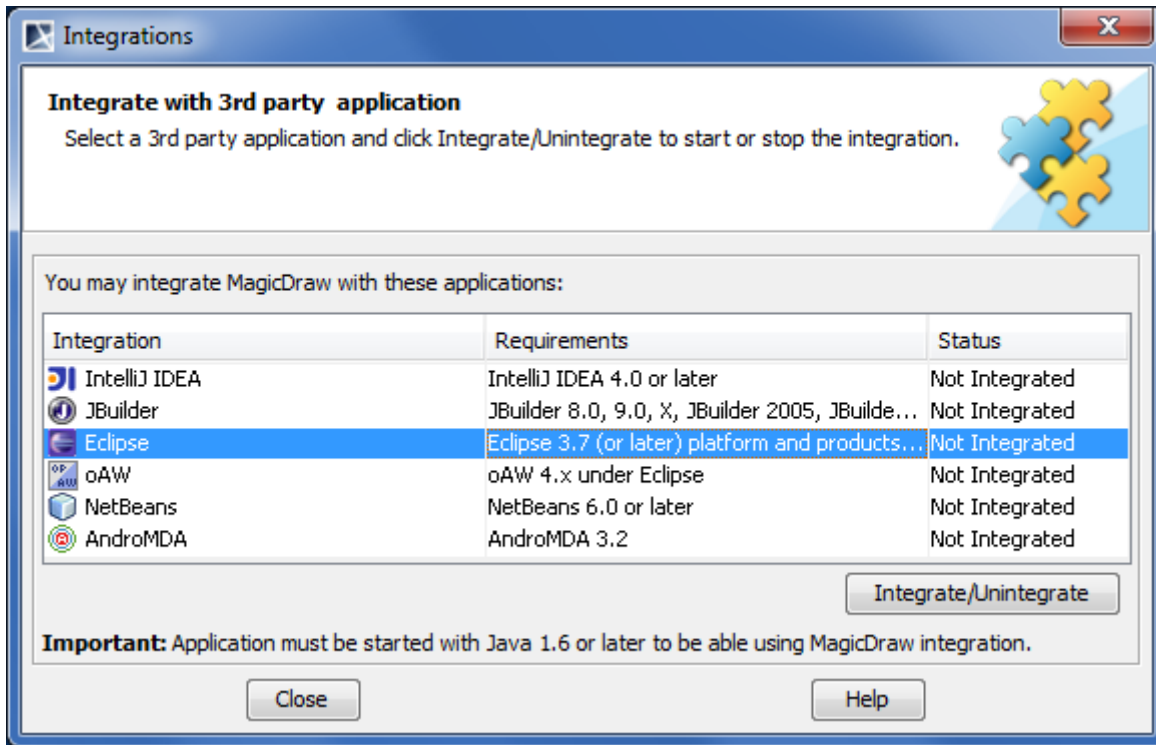 Integrations
Integrate with 3rd party application
Select a 3rd party application and click Integrate/Unintegrate to start or stop the integration.
You may integrate MagicDraw with these applications:
Integration Requirements Status
IntelliJ IDEA IntelliJ IDEA 4.0 or later Not Integrated
JBuilder JBuilder 8.0, 9.0, X, JBuilder 2005, JBuilde... Not Integrated
Eclipse Eclipse 3.7 (or later) platform and products... Not Integrated
OP AW oAW oAW 4.x under Eclipse Not Integrated
NetBeans NetBeans 6.0 or later Not Integrated
AndroMDA AndroMDA 3.2 Not Integrated
Integrate/Unintegrate
Important: Application must be started with Java 1.6 or later to be able using MagicDraw integration.
Close Help